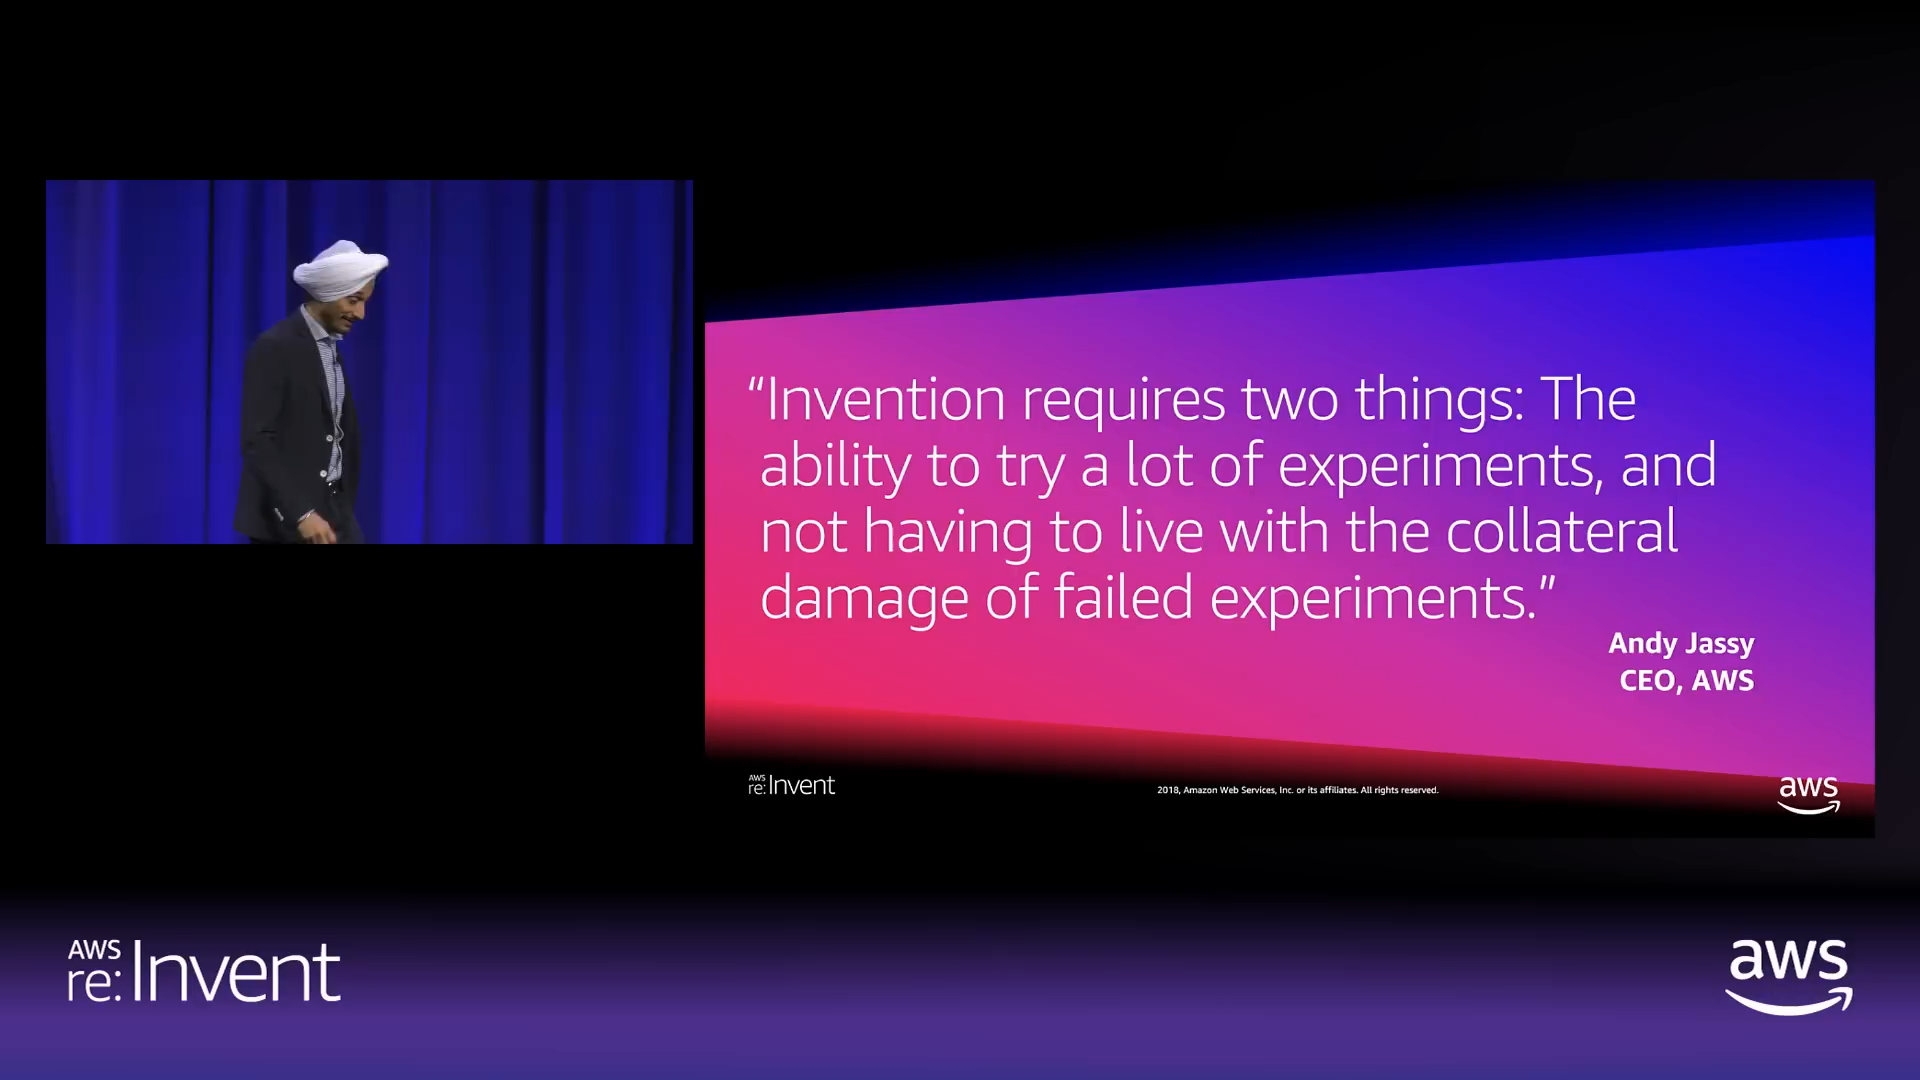 “Invention requires two things: The
ability to try a lot of experiments, and
not having to live with the collateral
damage of failed experiments.”
Andy Jassy
CEO, AWS
AWS
re:Invent
2018, Amazon Web Services, Inc. or its affiliates. All rights reserved.
aws
AWS
re:Invent
aws